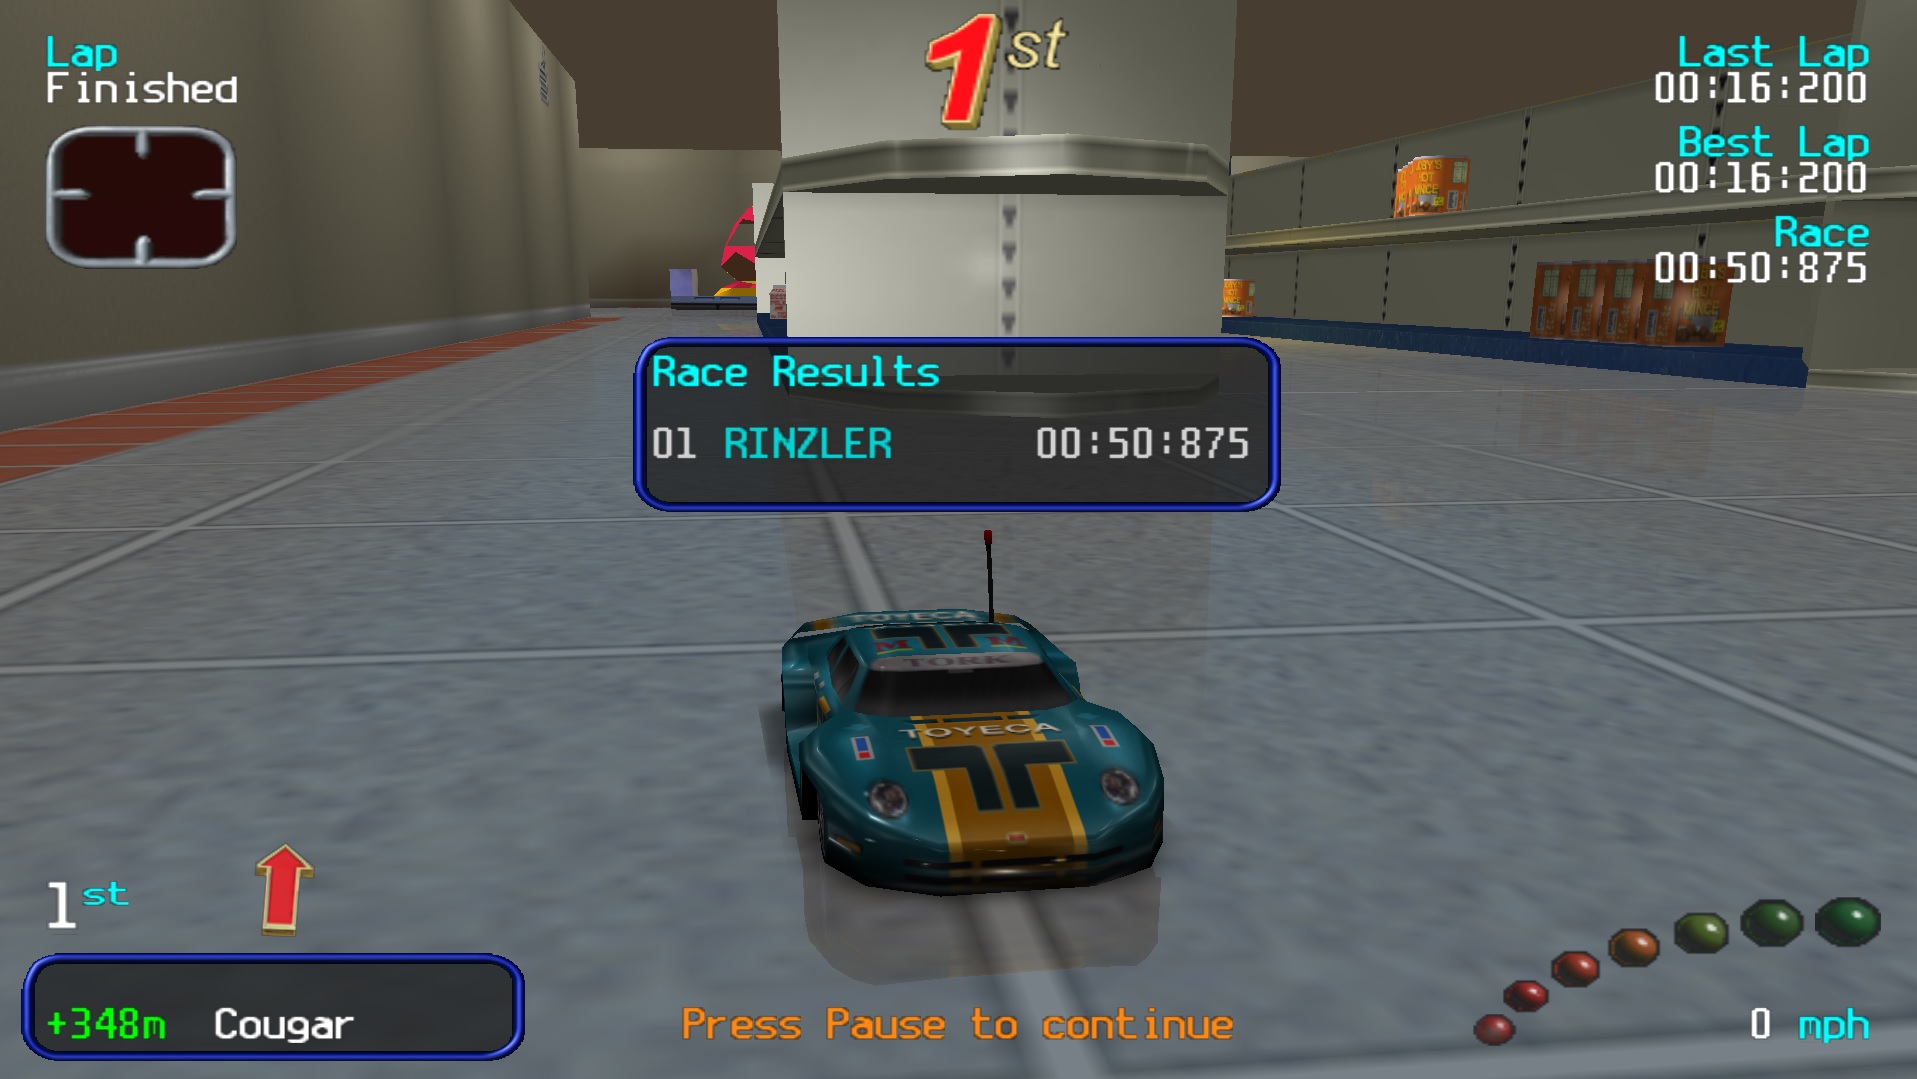 Lap
Finished
1st
Last Lap
00:16:200
Best Lap
00:16:200
Race
00:50:875
Race Results
01 RINZLER 00:50:875
TOYECA
M M
TORK
TOYECA
1st
+348m Cougar
Press Pause to continue
0 mph